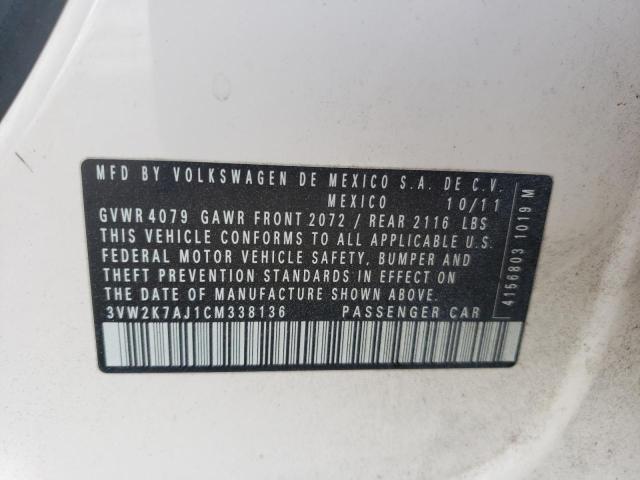 MFD BY VOLKSWAGEN DE MEXICO S.A. DE C.V.
MEXICO 10/11
GVWR 4079 GAWR FRONT 2072 / REAR 2116 LBS
THIS VEHICLE CONFORMS TO ALL APPLICABLE U.S.
FEDERAL MOTOR VEHICLE SAFETY, BUMPER AND
THEFT PREVENTION STANDARDS IN EFFECT ON
THE DATE OF MANUFACTURE SHOWN ABOVE.
3VW2K7AJ1CM338136 PASSENGER CAR
41568031 1019 M